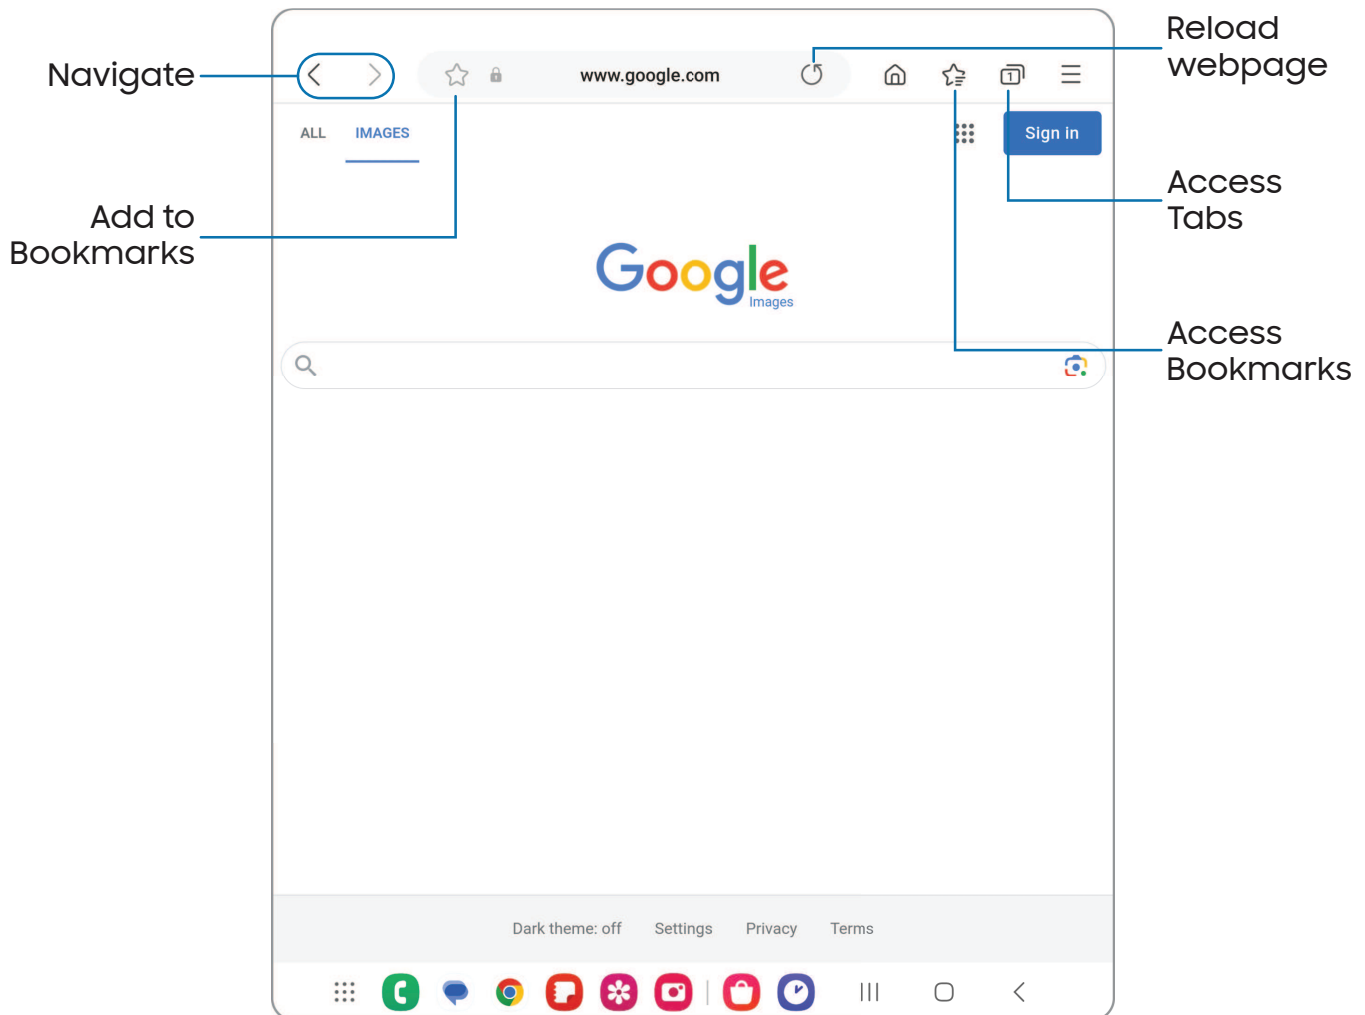 Navigate
www.google.com
Reload
webpage
1
ALL IMAGES
Sign in
Access
Tabs
Add to
Bookmarks
Google
Images
Access
Bookmarks
Dark theme: off Settings Privacy Terms